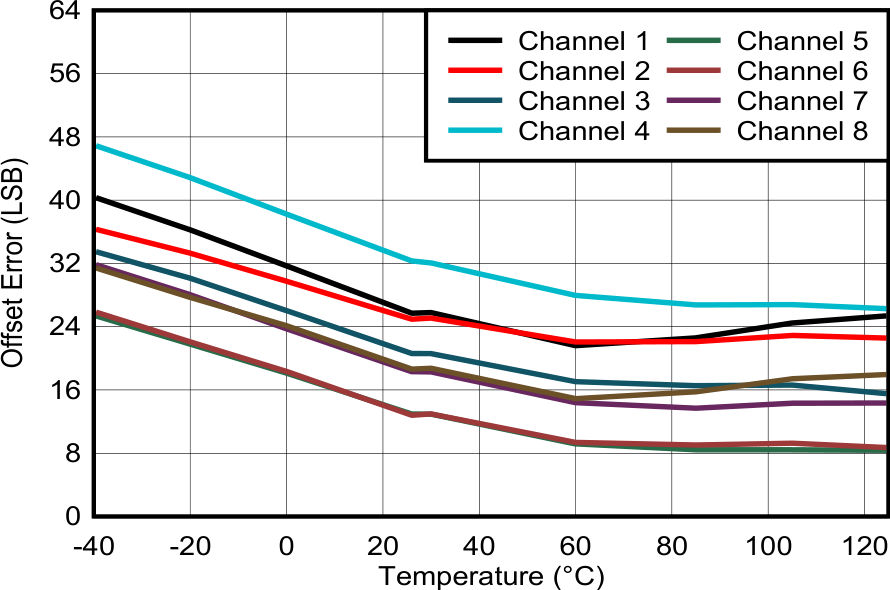 64
56
48
40
32
24
16
8
0
Offset Error (LSB)
Channel 1
Channel 2
Channel 3
Channel 4
Channel 5
Channel 6
Channel 7
Channel 8
-40 -20 0 20 40 60 80 100 120
Temperature (°C)